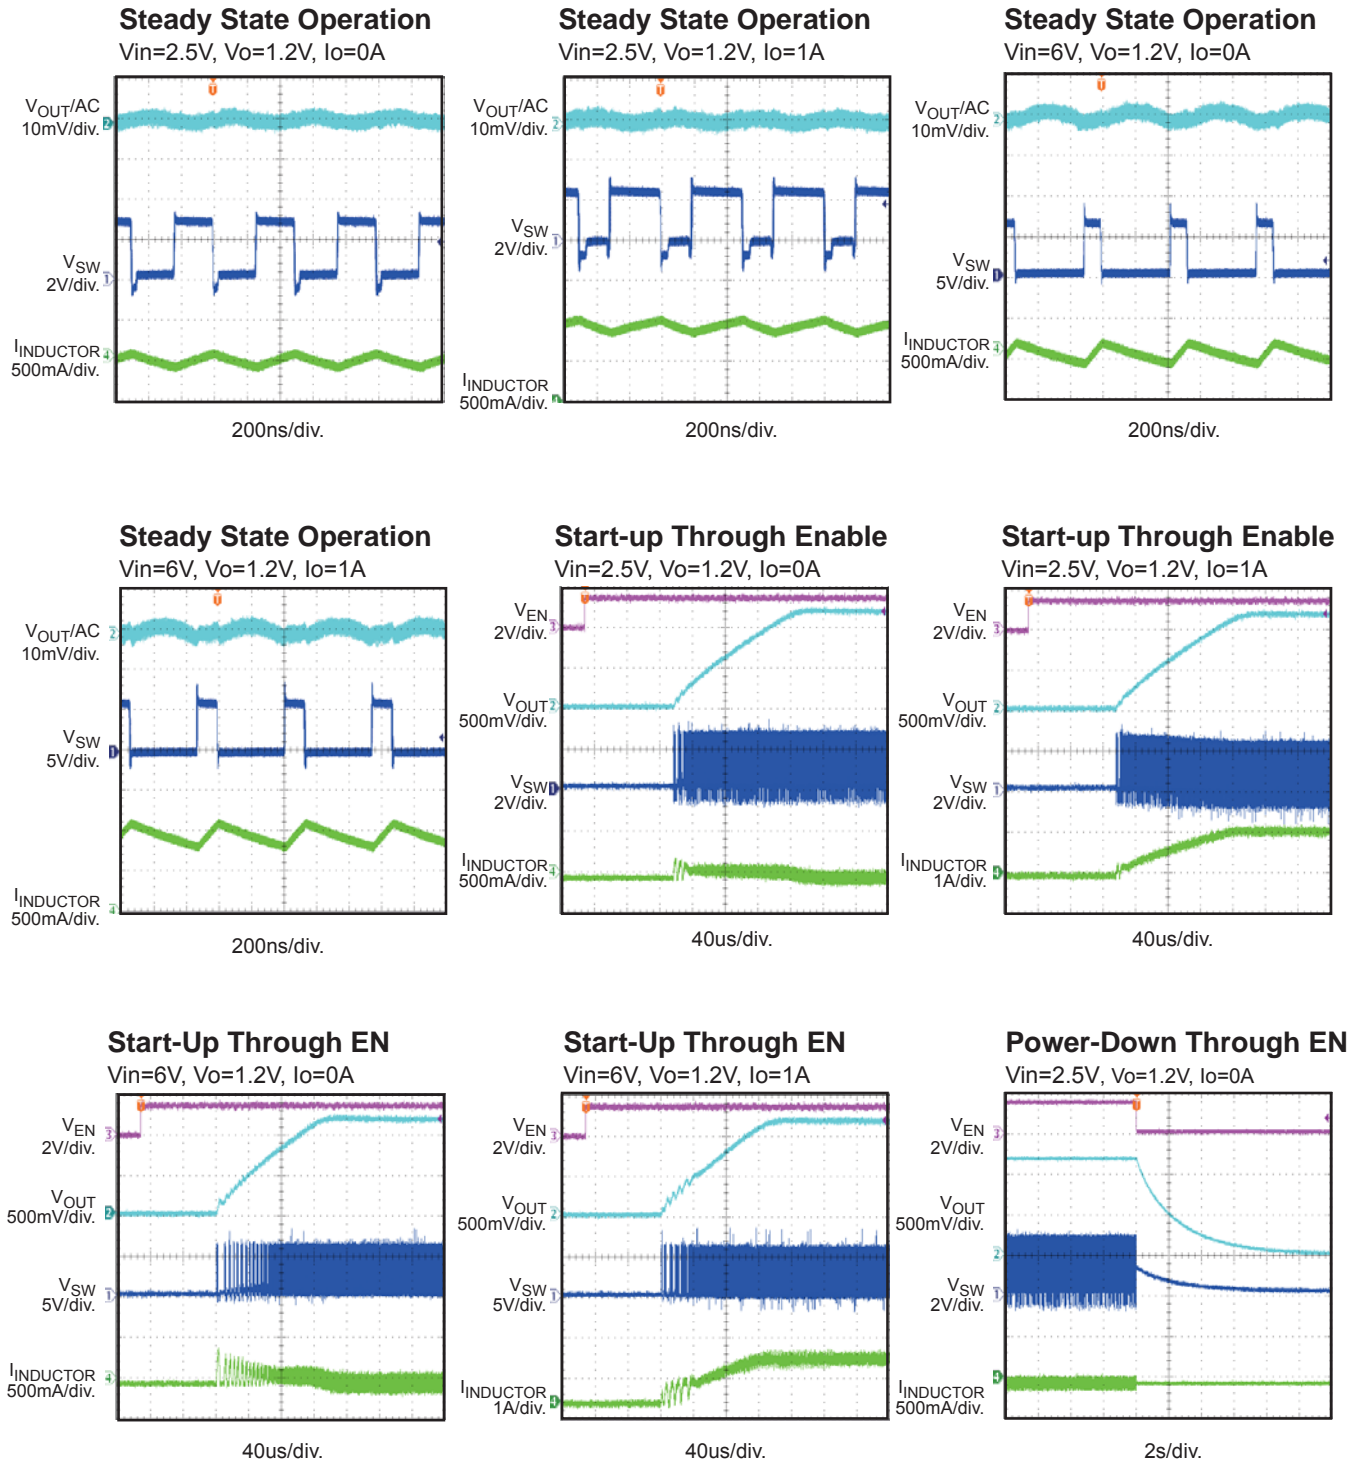 Steady State Operation
Vin=2.5V, Vo=1.2V, Io=0A
VOUT/AC
10mV/div.
VSW
2V/div.
IINDUCTOR
500mA/div.
200ns/div.
Steady State Operation
Vin=2.5V, Vo=1.2V, Io=1A
VOUT/AC
10mV/div.
VSW
2V/div.
IINDUCTOR
500mA/div.
200ns/div.
Steady State Operation
Vin=6V, Vo=1.2V, Io=0A
VOUT/AC
10mV/div.
VSW
5V/div.
IINDUCTOR
500mA/div.
200ns/div.
Steady State Operation
Vin=6V, Vo=1.2V, Io=1A
VOUT/AC
10mV/div.
VSW
5V/div.
IINDUCTOR
500mA/div.
200ns/div.
Start-up Through Enable
Vin=2.5V, Vo=1.2V, Io=0A
VEN
2V/div.
VOUT
500mV/div.
VSW
2V/div.
IINDUCTOR
500mA/div.
40us/div.
Start-up Through Enable
Vin=2.5V, Vo=1.2V, Io=1A
VEN
2V/div.
VOUT
500mV/div.
VSW
2V/div.
IINDUCTOR
1A/div.
40us/div.
Start-Up Through EN
Vin=6V, Vo=1.2V, Io=0A
VEN
2V/div.
VOUT
500mV/div.
VSW
5V/div.
IINDUCTOR
500mA/div.
40us/div.
Start-Up Through EN
Vin=6V, Vo=1.2V, Io=1A
VEN
2V/div.
VOUT
500mV/div.
VSW
5V/div.
IINDUCTOR
1A/div.
40us/div.
Power-Down Through EN
Vin=2.5V, Vo=1.2V, Io=0A
VEN
2V/div.
VOUT
500mV/div.
VSW
2V/div.
IINDUCTOR
500mA/div.
2s/div.